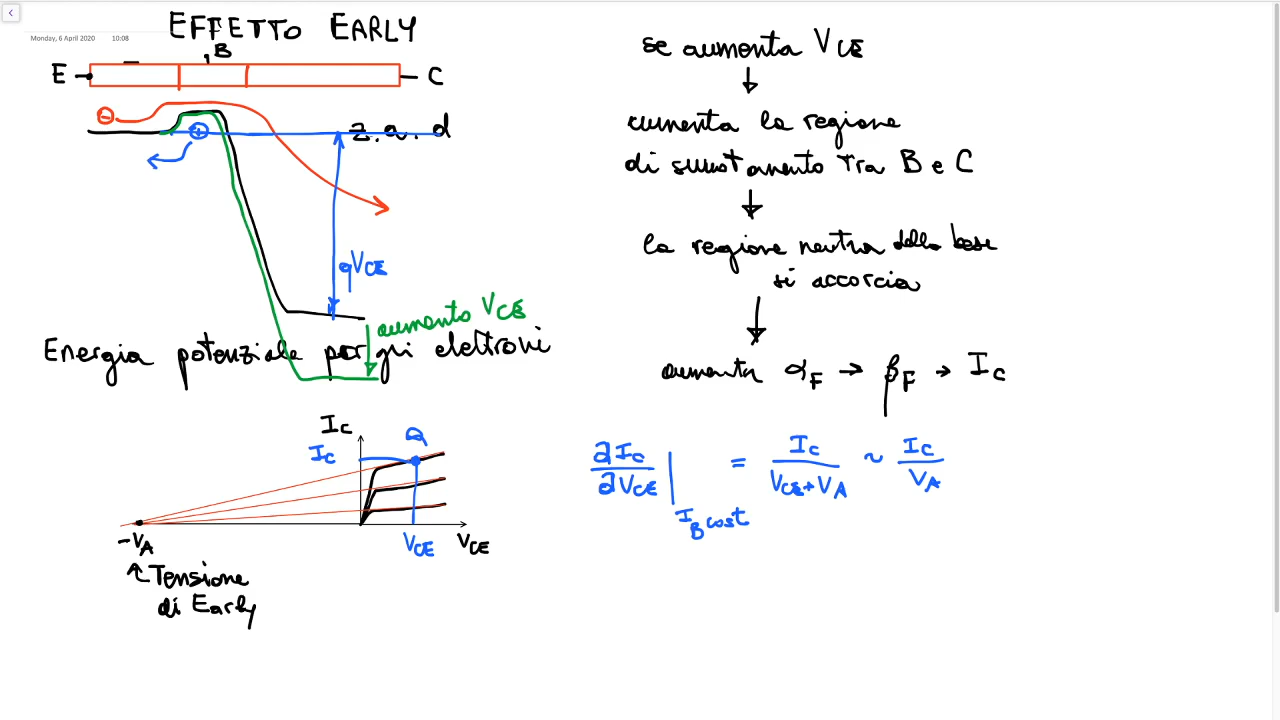 EFFETTO EARLY
Monday, 6 April 2020 10:08
B
E
C
z.a.d
qVCE
aumento VCE
Energia potenziale per gli elettroni
se aumenta VCE
↓
aumenta la regione
di svuotamento tra B e C
↓
la regione neutra della base
si accorcia
↓
aumenta αF → βF → IC
IC
Q
IC
-VA
VCE
VCE
↑ Tensione
di Early
∂IC/∂VCE | IB cost = IC/(VCE+VA) ~ IC/VA